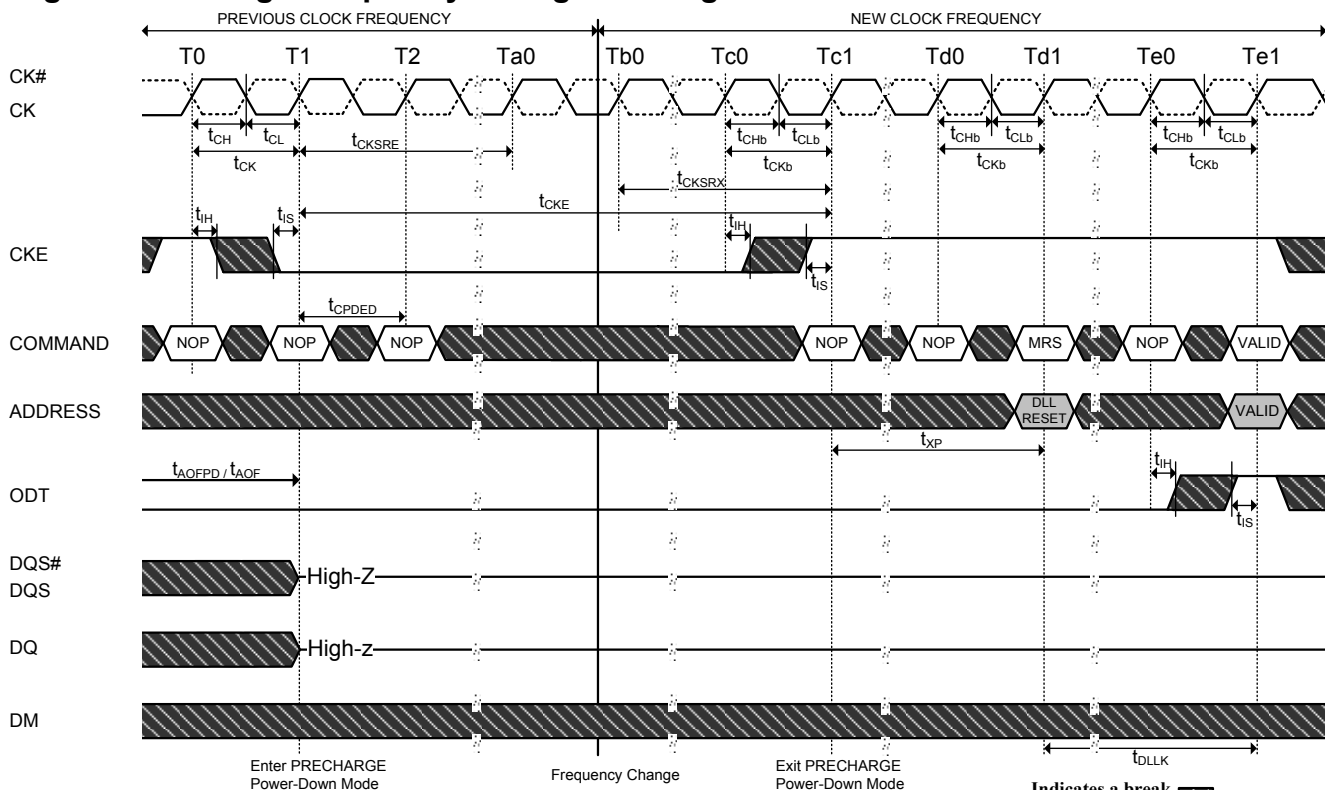 PREVIOUS CLOCK FREQUENCY NEW CLOCK FREQUENCY
T0 T1 T2 Ta0 Tb0 Tc0 Tc1 Td0 Td1 Te0 Te1
CK#
CK
tCH tCL tCHb tCLb tCHb tCLb tCHb tCLb
tCK tCKSRE tCKb tCKb tCKb
tCKSRX
tCKE
tIH tIS tIH
CKE
tIS
tCPDED
COMMAND NOP NOP NOP NOP NOP MRS NOP VALID
ADDRESS DLL RESET VALID
tXP
tAOFPD / tAOF tIH
ODT
tIS
DQS#
DQS High-Z
DQ High-z
DM
tDLLK
Enter PRECHARGE
Power-Down Mode
Frequency Change
Exit PRECHARGE
Power-Down Mode
Indicates a break